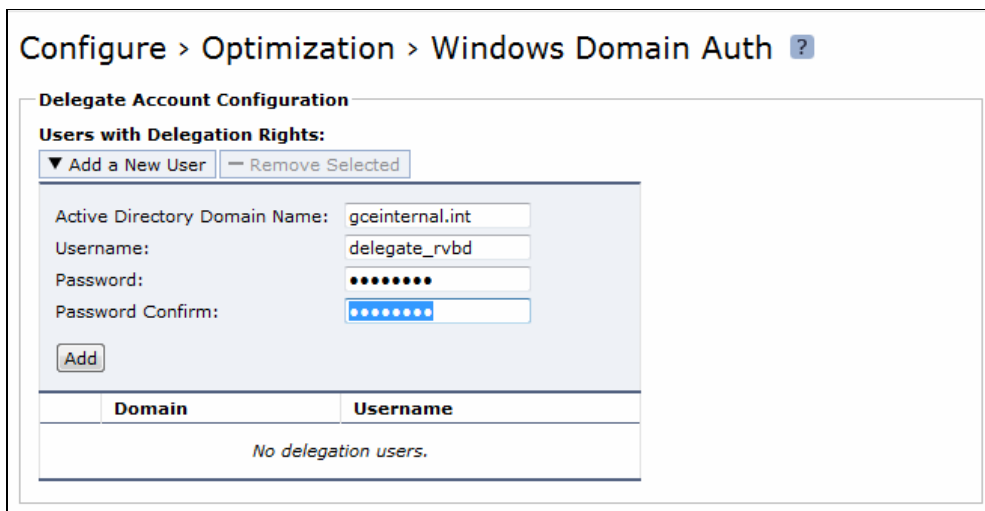 Configure > Optimization > Windows Domain Auth ?
Delegate Account Configuration
Users with Delegation Rights:
▼ Add a New User — Remove Selected
Active Directory Domain Name: gceinternal.int
Username: delegate_rvbd
Password: ••••••••
Password Confirm: ••••••••
Add
Domain Username
No delegation users.